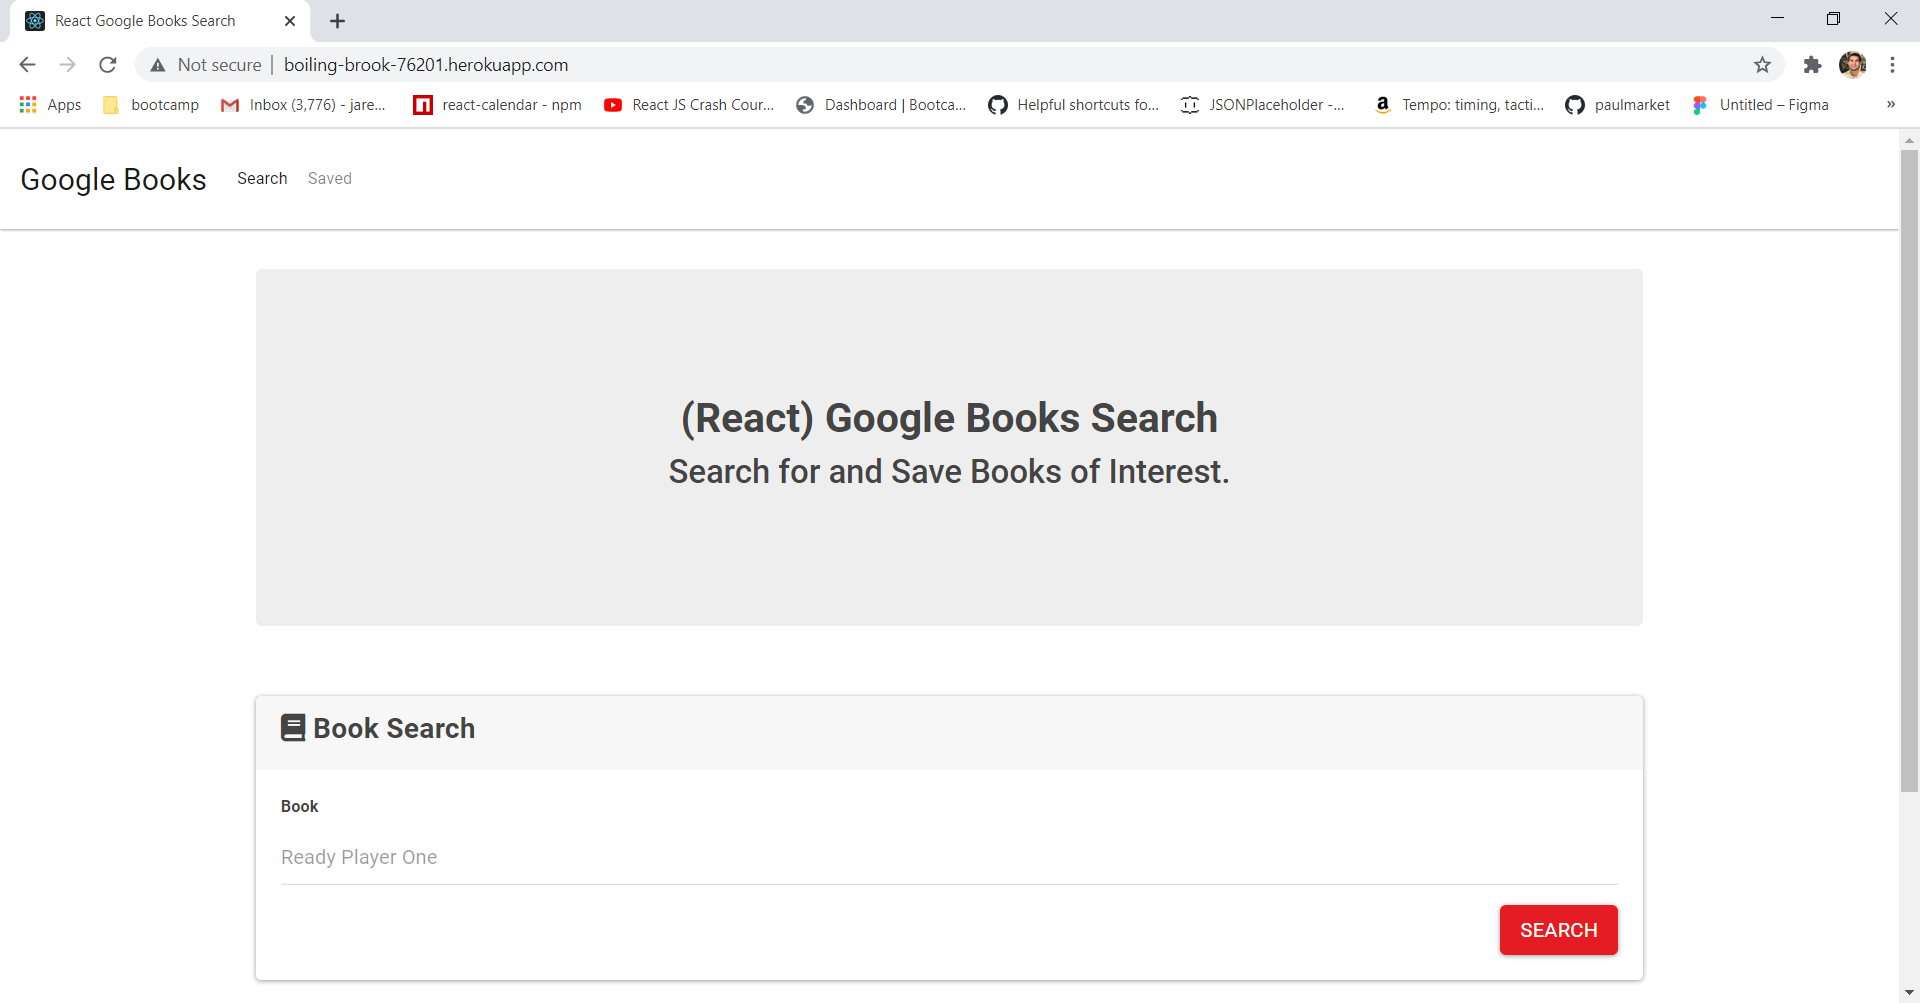 React Google Books Search
Not secure
boiling-brook-76201.herokuapp.com
Apps
bootcamp
Inbox (3,776) - jare...
react-calendar - npm
React JS Crash Cour...
Dashboard | Bootca...
Helpful shortcuts fo...
JSONPlaceholder -...
a
Tempo: timing, tacti...
paulmarket
Untitled – Figma
»
Google Books
Search
Saved
(React) Google Books Search
Search for and Save Books of Interest.
Book Search
Book
Ready Player One
SEARCH